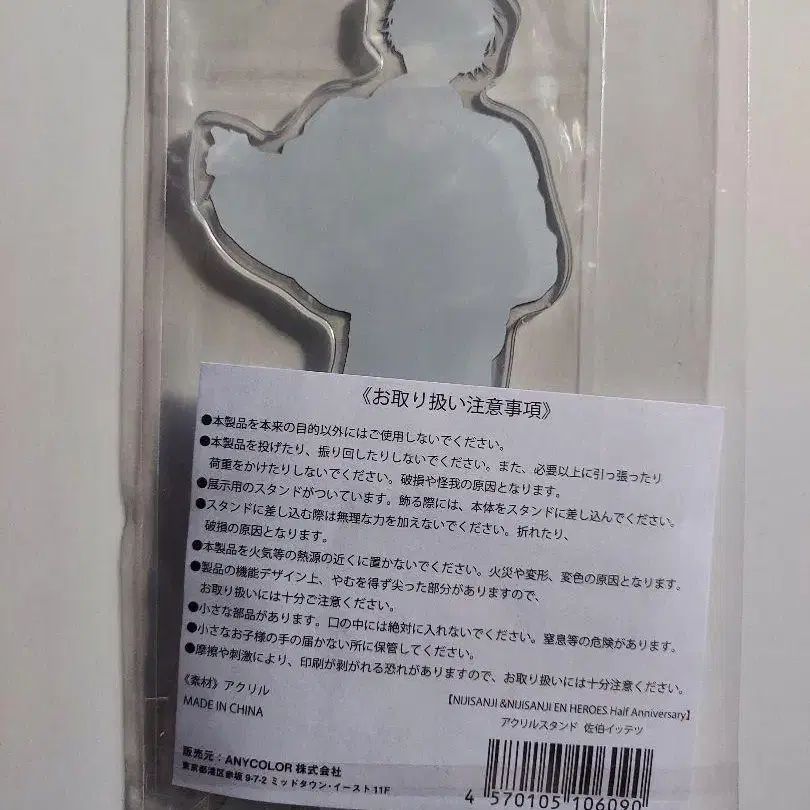 《お取り扱い注意事項》
●本製品を本来の目的以外にはご使用しないでください。
●本製品を投げたり、振り回したりしないでください。また、必要以上に引っ張ったり
荷重をかけたりしないでください。破損や怪我の原因となります。
●展示用のスタンドがついています。飾る際には、本体をスタンドに差し込んでください。
●スタンドに差し込む際は無理な力を加えないでください。折れたり、
破損の原因となります。
●本製品を火気等の熱源の近くに置かないでください。火災や変形、変色の原因となります。
●製品の機能デザイン上、やむを得ず尖った部分がありますので、
お取り扱いには十分ご注意ください。
●小さな部品があります。口の中には絶対に入れないでください。窒息等の危険があります。
●小さなお子様の手の届かない所に保管してください。
●摩擦や刺激により、印刷が剥がれる恐れがありますので、お取り扱いには十分注意ください。
《素材》アクリル
MADE IN CHINA
【NIJISANJI &NIJISANJI EN HEROES Half Anniversary】
アクリルスタンド 佐伯イッテツ
販売元：ANYCOLOR 株式会社
東京都港区赤坂 9-7-2 ミッドタウン・イースト 11F
4 570105 106090